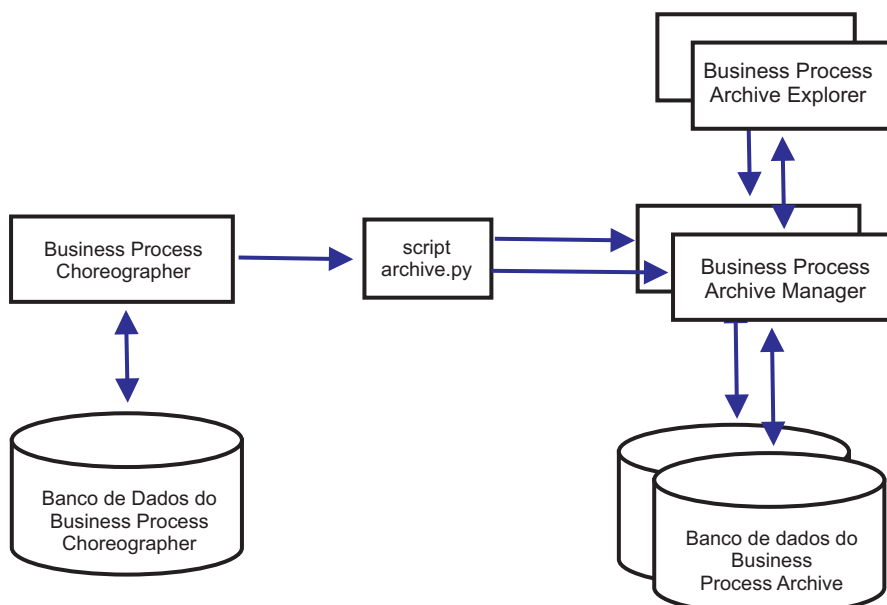 Business Process
Archive Explorer
Business Process
Choreographer
script
archive.py
Business Process
Archive Manager
Banco de Dados do
Business Process
Choreographer
Banco de dados do
Business
Process Archive